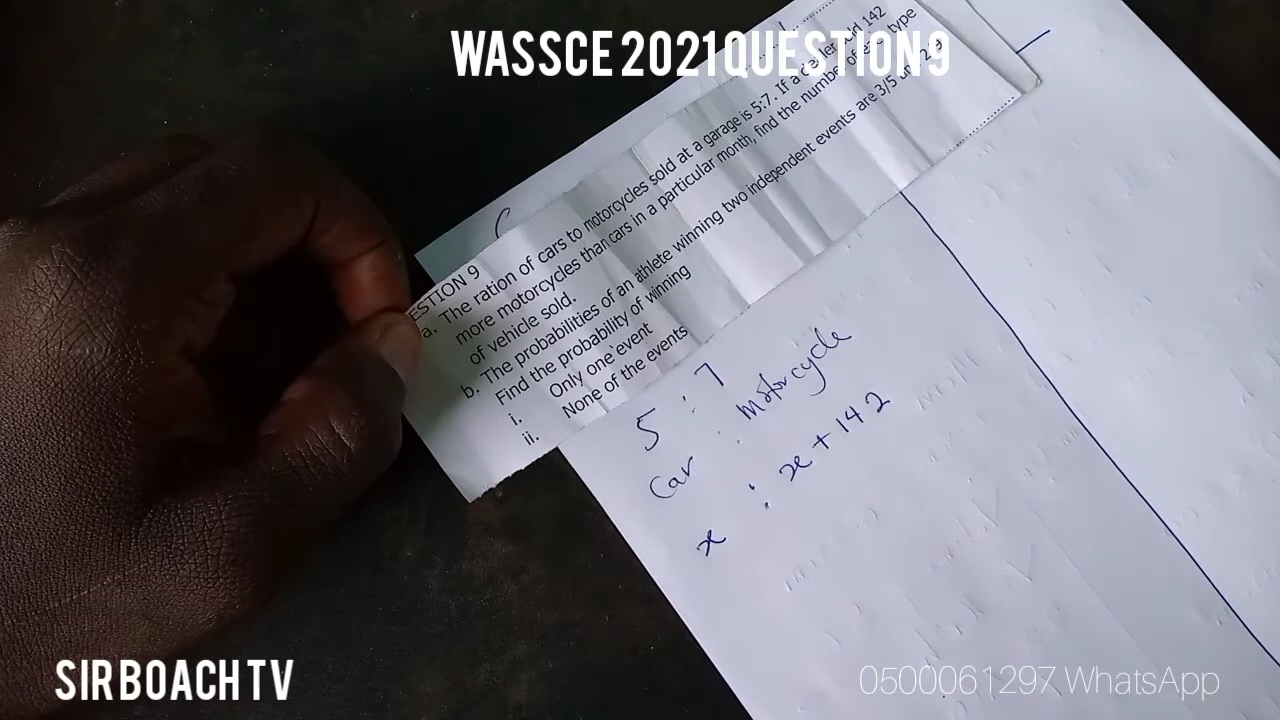 WASSCE 2021 QUESTION 9
ESTION 9
a. The ration of cars to motorcycles sold at a garage is 5:7. If a dealer sold 142
more motorcycles than cars in a particular month, find the number of each type
of vehicle sold.
b. The probabilities of an athlete winning two independent events are 3/5 and
Find the probability of winning
i. Only one event
ii. None of the events
5 : 7
Car : motorcycle
x : x + 142
SIR BOACH TV
0500061297 WhatsApp